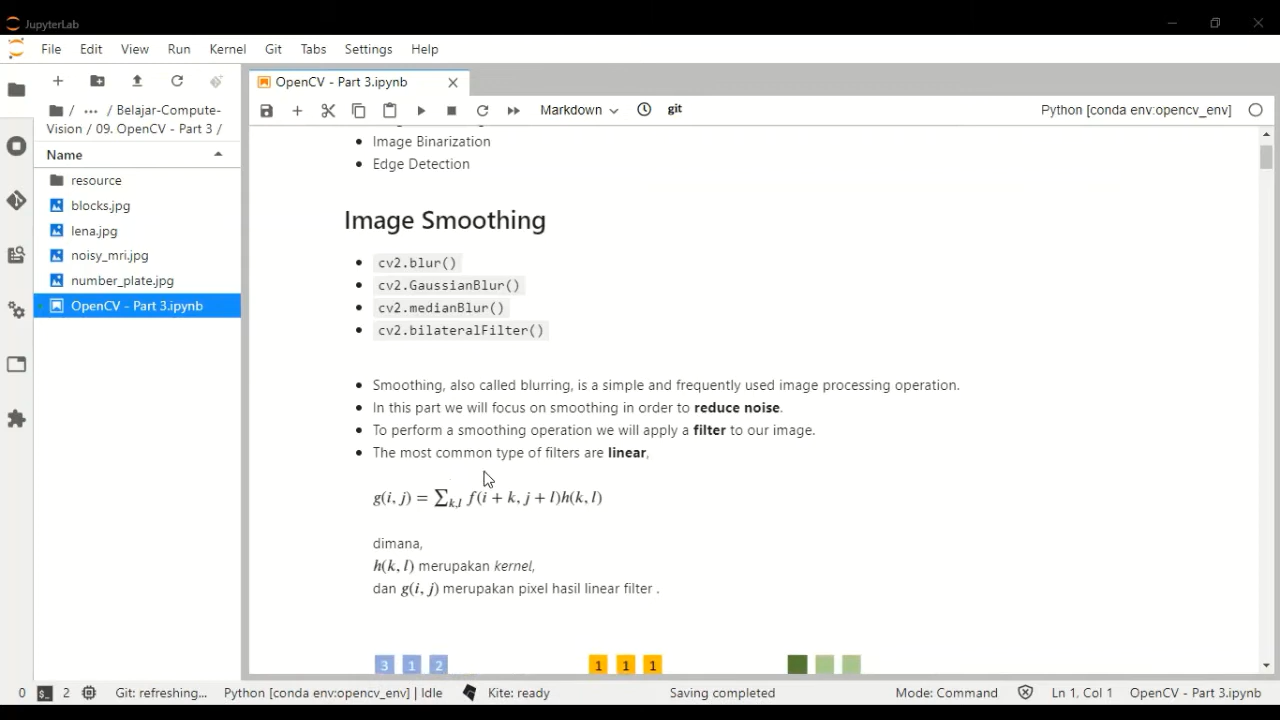 JupyterLab
File Edit View Run Kernel Git Tabs Settings Help
OpenCV - Part 3.ipynb
/ ... / Belajar-Compute-
Vision / 09. OpenCV - Part 3 /
Markdown
git
Python [conda env:opencv_env]
Name
resource
blocks.jpg
lena.jpg
noisy_mri.jpg
number_plate.jpg
OpenCV - Part 3.ipynb
• Image Binarization
• Edge Detection
Image Smoothing
• cv2.blur()
• cv2.GaussianBlur()
• cv2.medianBlur()
• cv2.bilateralFilter()
• Smoothing, also called blurring, is a simple and frequently used image processing operation.
• In this part we will focus on smoothing in order to reduce noise.
• To perform a smoothing operation we will apply a filter to our image.
• The most common type of filters are linear,
g(i, j) = ∑k,l f(i + k, j + l)h(k, l)
dimana,
h(k, l) merupakan kernel,
dan g(i, j) merupakan pixel hasil linear filter .
3 1 2 1 1 1
0 2 Git: refreshing... Python [conda env:opencv_env] | Idle Kite: ready Saving completed Mode: Command Ln 1, Col 1 OpenCV - Part 3.ipynb